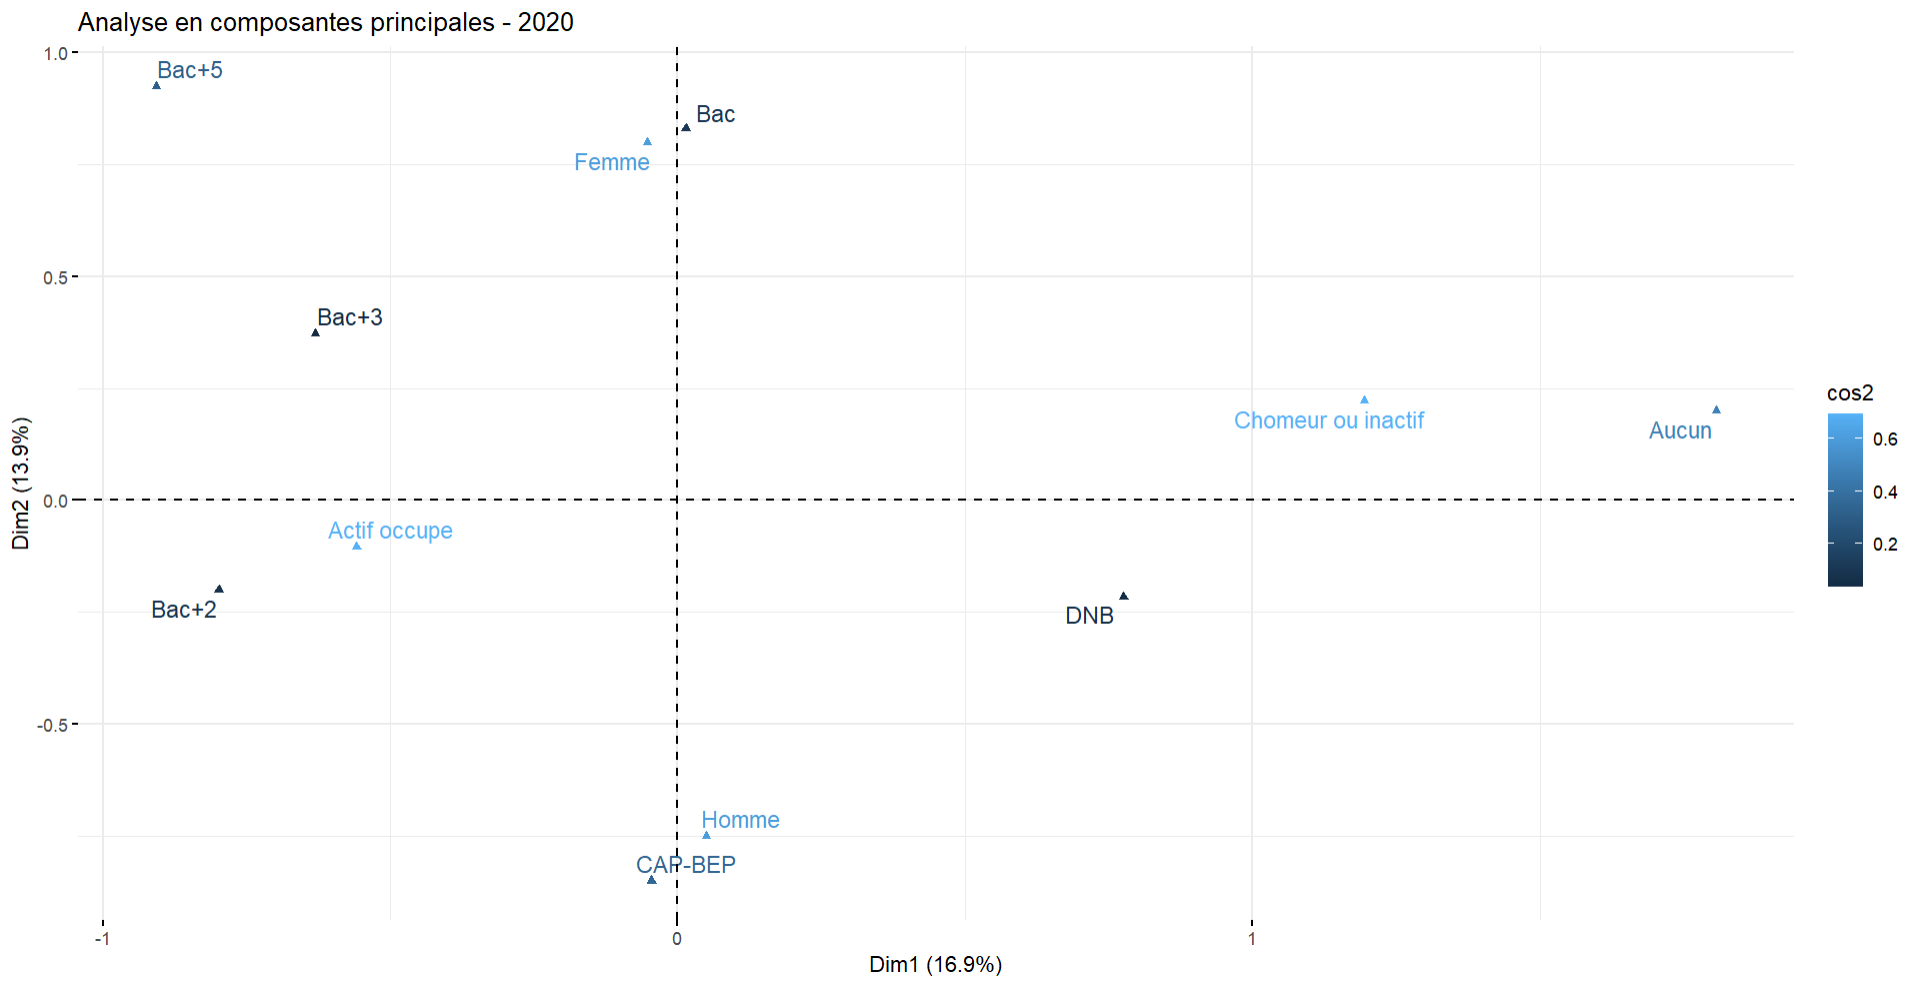 Analyse en composantes principales - 2020
1.0
Bac+5
Bac
Femme
0.5
Bac+3
cos2
Chomeur ou inactif
Aucun
0.6
0.4
0.2
Dim2 (13.9%)
0.0
Actif occupe
Bac+2
DNB
-0.5
Homme
CAP-BEP
-1
0
1
Dim1 (16.9%)